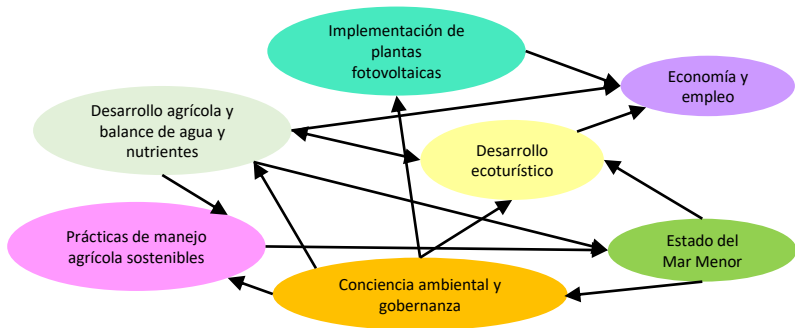 Implementación de
plantas
fotovoltaicas
Economía y
empleo
Desarrollo agrícola y
balance de agua y
nutrientes
Desarrollo
ecoturístico
Prácticas de manejo
agrícola sostenibles
Estado del
Mar Menor
Conciencia ambiental y
gobernanza